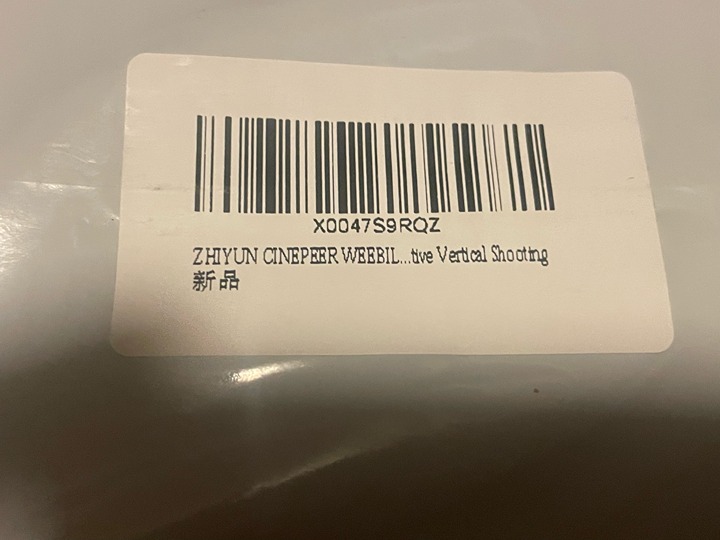 X0047S9RQZ
ZHIYUN CINEPEER WEEBIL...tive Vertical Shooting
新品